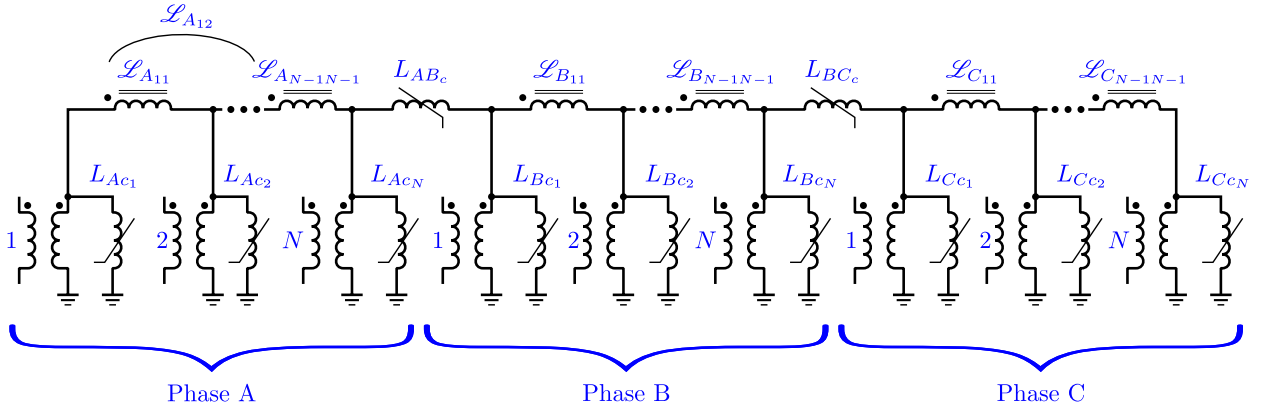 ℒ_{A_{12}}
ℒ_{A_{11}} ℒ_{A_{N-1N-1}} L_{AB_c} ℒ_{B_{11}} ℒ_{B_{N-1N-1}} L_{BC_c} ℒ_{C_{11}} ℒ_{C_{N-1N-1}}
L_{Ac_1} L_{Ac_2} L_{Ac_N} L_{Bc_1} L_{Bc_2} L_{Bc_N} L_{Cc_1} L_{Cc_2} L_{Cc_N}
1 2 N 1 2 N 1 2 N
Phase A Phase B Phase C